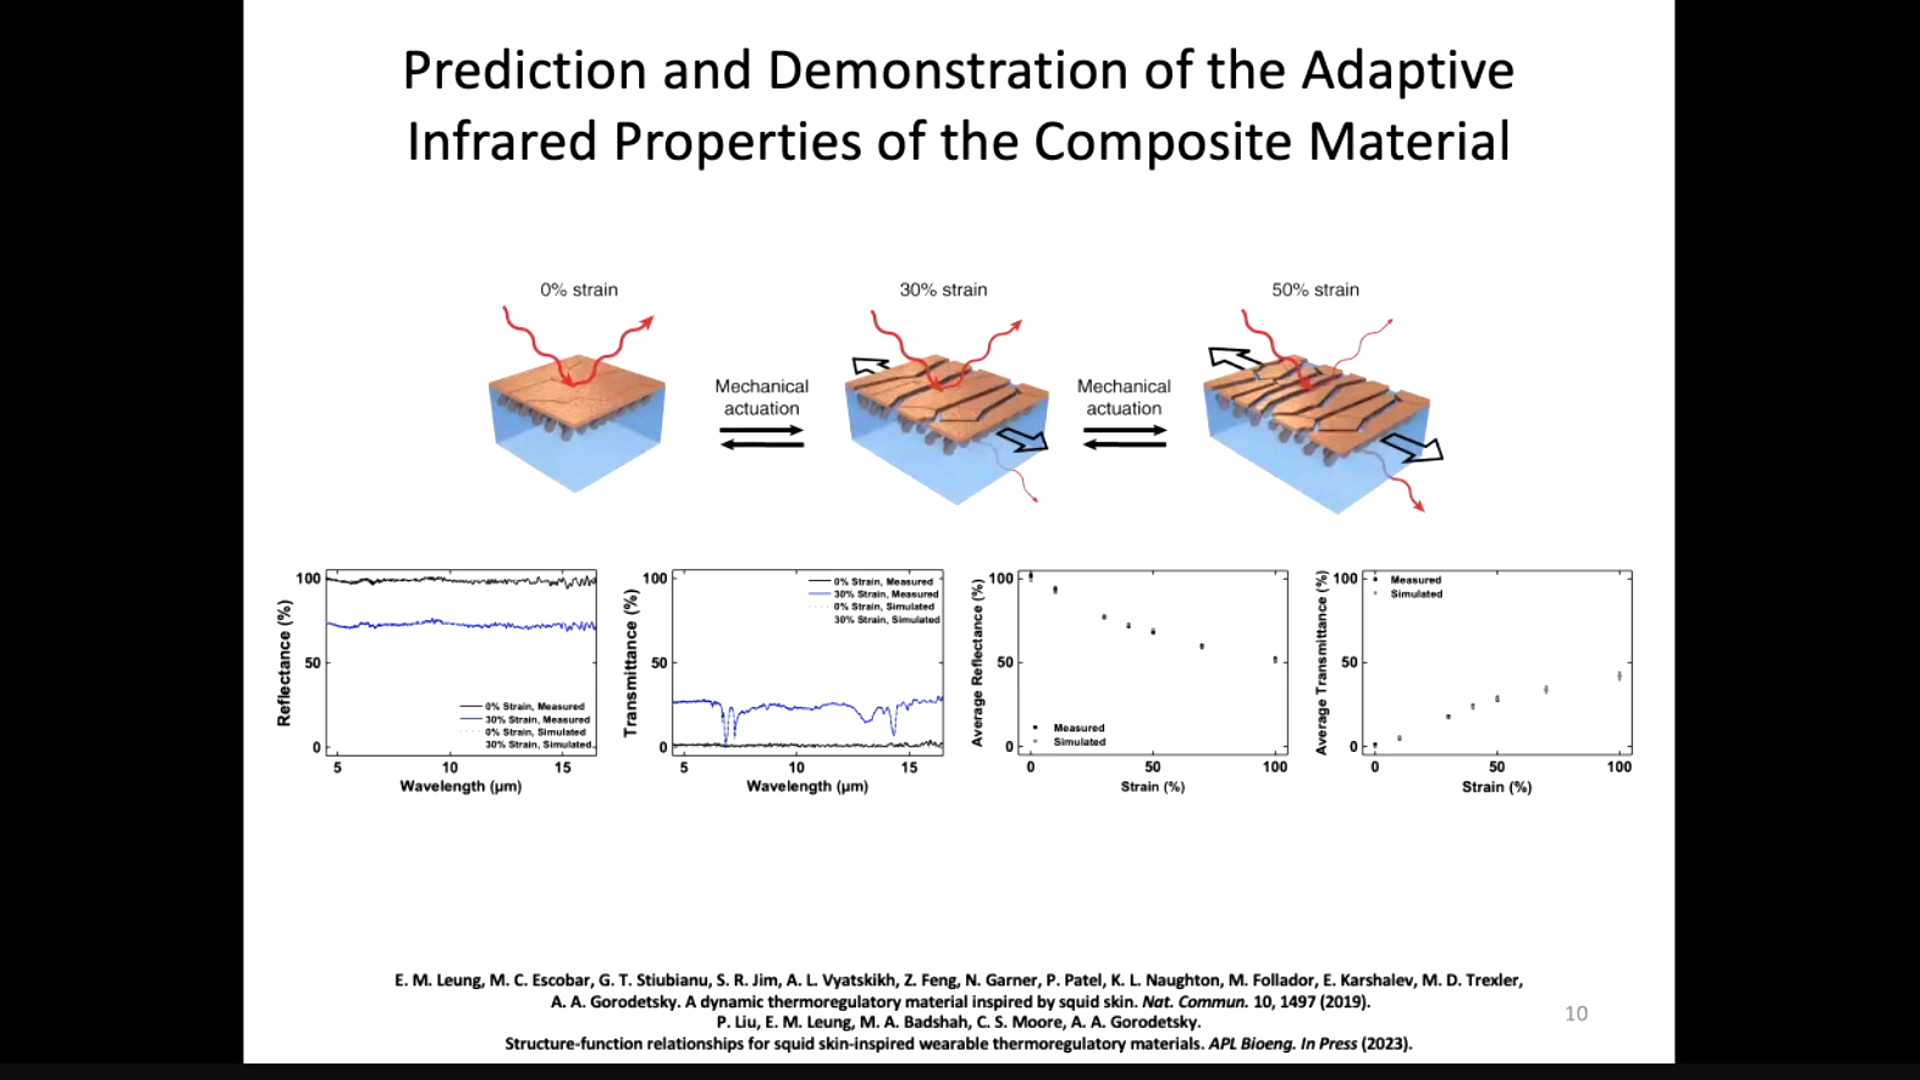 Prediction and Demonstration of the Adaptive
Infrared Properties of the Composite Material
0% strain
30% strain
50% strain
Mechanical
actuation
Mechanical
actuation
Reflectance (%)
100
50
0
0% Strain, Measured
30% Strain, Measured
0% Strain, Simulated
30% Strain, Simulated
5 10 15
Wavelength (µm)
Transmittance (%)
100
50
0
0% Strain, Measured
30% Strain, Measured
0% Strain, Simulated
30% Strain, Simulated
5 10 15
Wavelength (µm)
Average Reflectance (%)
100
50
0
Measured
Simulated
0 50 100
Strain (%)
Average Transmittance (%)
100
50
0
Measured
Simulated
0 50 100
Strain (%)
E. M. Leung, M. C. Escobar, G. T. Stiubianu, S. R. Jim, A. L. Vyatskikh, Z. Feng, N. Garner, P. Patel, K. L. Naughton, M. Follador, E. Karshalev, M. D. Trexler,
A. A. Gorodetsky. A dynamic thermoregulatory material inspired by squid skin. Nat. Commun. 10, 1497 (2019).
P. Liu, E. M. Leung, M. A. Badshah, C. S. Moore, A. A. Gorodetsky.
Structure-function relationships for squid skin-inspired wearable thermoregulatory materials. APL Bioeng. In Press (2023).
10